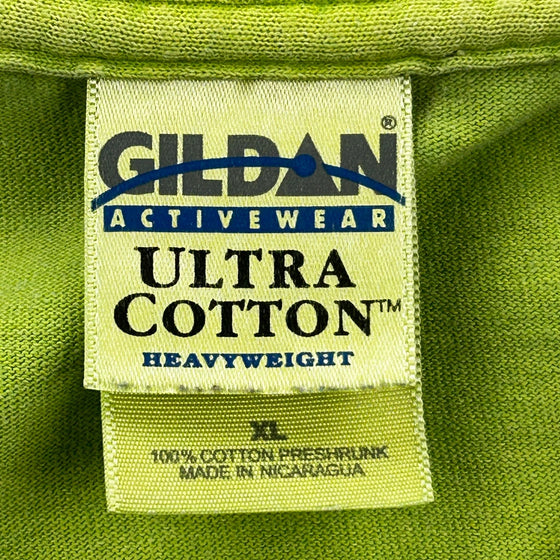 GILDAN®
ACTIVEWEAR
ULTRA
COTTON™
HEAVYWEIGHT
XL
100% COTTON PRESHRUNK
MADE IN NICARAGUA